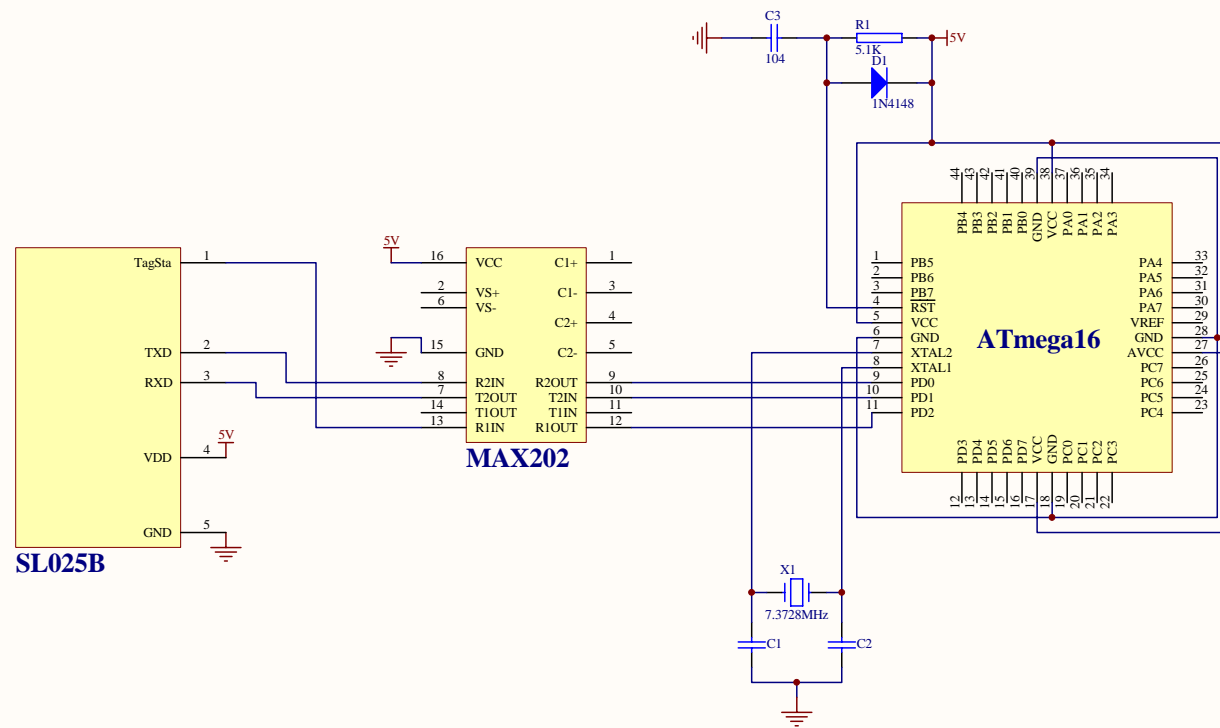 C3
104
R1
5.1K
D1
1N4148
5V
TagSta 1
TXD 2
RXD 3
VDD 4
5V
GND 5
SL025B
5V
16 VCC
2 VS+
6 VS-
15 GND
8 R2IN
7 T2OUT
14 T1OUT
13 R1IN
C1+ 1
C1- 3
C2+ 4
C2- 5
R2OUT 9
T2IN 10
T1IN 11
R1OUT 12
MAX202
44 43 42 41 40 39 38 37 36 35 34
PB4 PB3 PB2 PB1 PB0 GND VCC PA0 PA1 PA2 PA3
1 PB5
2 PB6
3 PB7
4 RST
5 VCC
6 GND
7 XTAL2
8 XTAL1
9 PD0
10 PD1
11 PD2
ATmega16
PA4 33
PA5 32
PA6 31
PA7 30
VREF 29
GND 28
AVCC 27
PC7 26
PC6 25
PC5 24
PC4 23
PD3 PD4 PD5 PD6 PD7 VCC GND PC0 PC1 PC2 PC3
12 13 14 15 16 17 18 19 20 21 22
X1
7.3728MHz
C1
C2